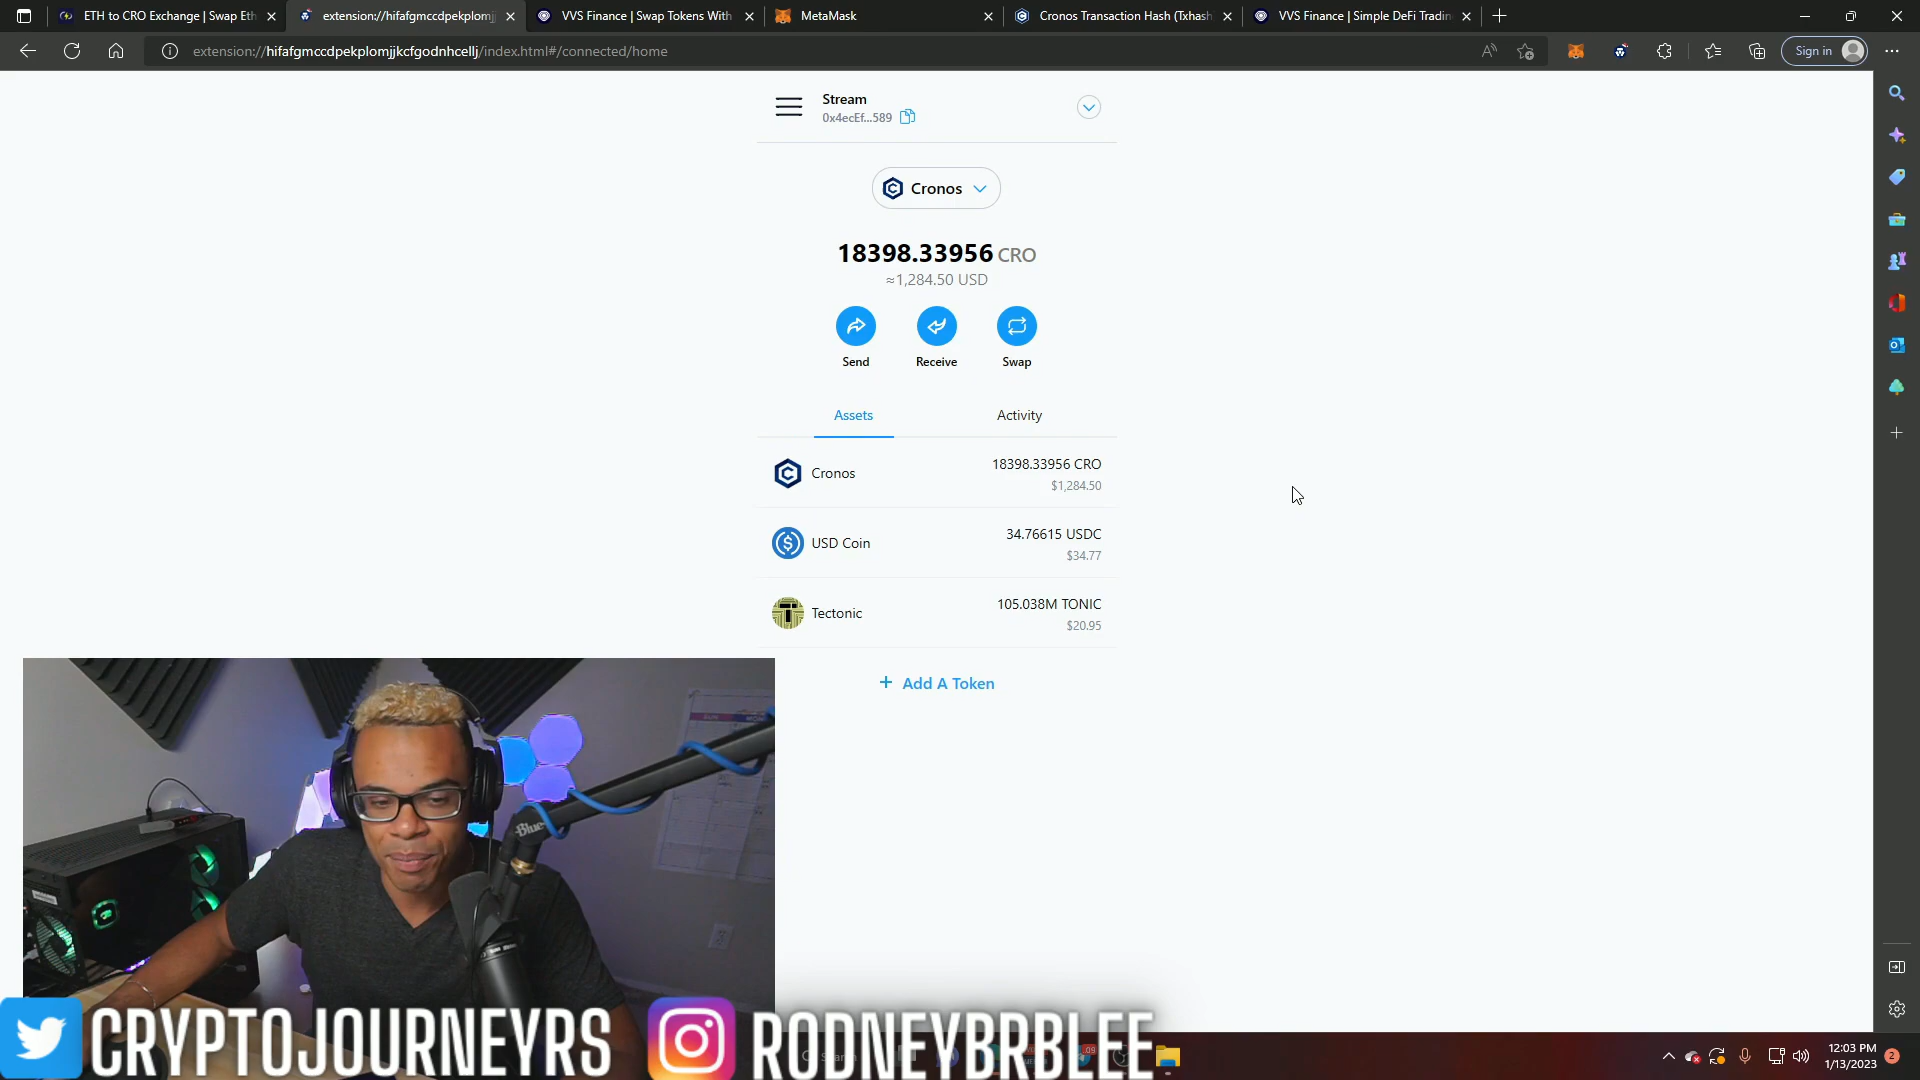 ETH to CRO Exchange | Swap Eth
extension://hifafgmccdpekplomjj
VVS Finance | Swap Tokens With
MetaMask
Cronos Transaction Hash (Txhash
VVS Finance | Simple DeFi Tradin
extension://hifafgmccdpekplomjjkcfgodnhcellj/index.html#/connected/home
Sign in
Stream
0x4ecEf...589
Cronos
18398.33956 CRO
≈1,284.50 USD
Send
Receive
Swap
Assets
Activity
Cronos
18398.33956 CRO
$1,284.50
USD Coin
34.76615 USDC
$34.77
Tectonic
105.038M TONIC
$20.95
+ Add A Token
Blue
CRYPTOJOURNEYRS
RODNEYBRBLEE
12:03 PM
1/13/2023
2